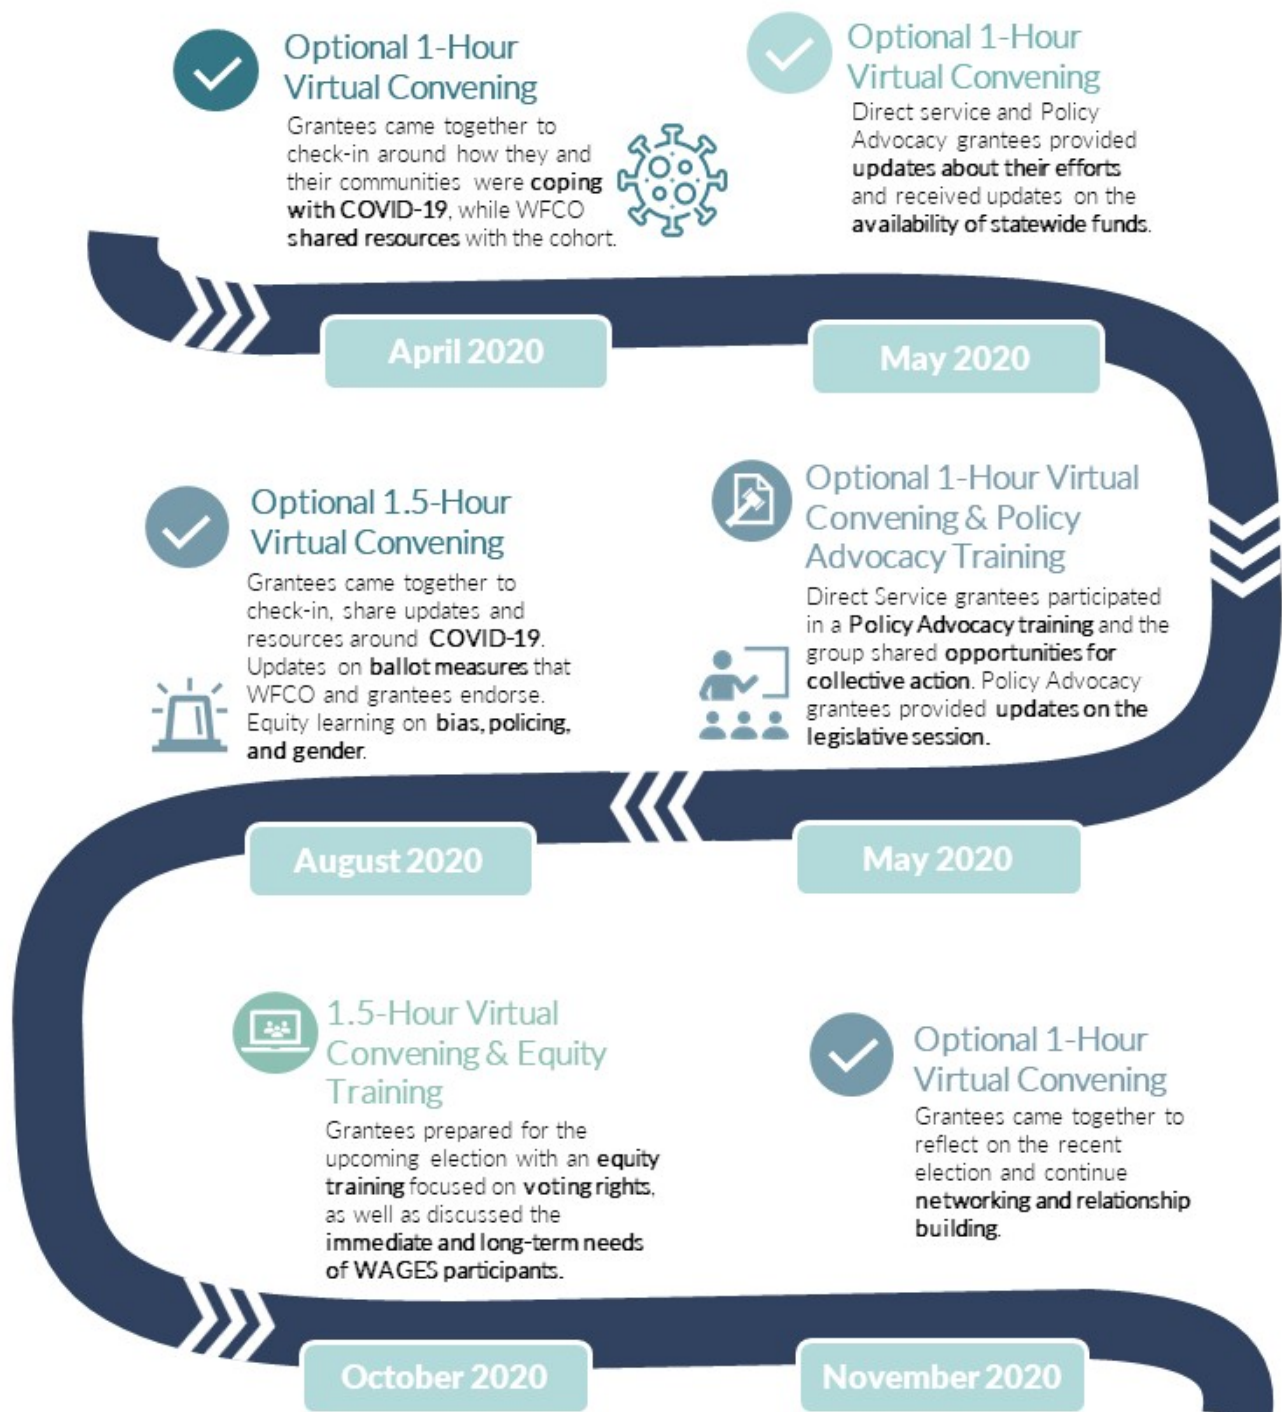 Optional 1-Hour
Virtual Convening
Grantees came together to
check-in around how they and
their communities were coping
with COVID-19, while WFCO
shared resources with the cohort.
Optional 1-Hour
Virtual Convening
Direct service and Policy
Advocacy grantees provided
updates about their efforts
and received updates on the
availability of statewide funds.
April 2020
May 2020
Optional 1-Hour Virtual
Convening & Policy
Advocacy Training
Direct Service grantees participated
in a Policy Advocacy training and the
group shared opportunities for
collective action. Policy Advocacy
grantees provided updates on the
legislative session.
Optional 1.5-Hour
Virtual Convening
Grantees came together to
check-in, share updates and
resources around COVID-19.
Updates on ballot measures that
WFCO and grantees endorse.
Equity learning on bias, policing,
and gender.
May 2020
August 2020
1.5-Hour Virtual
Convening & Equity
Training
Grantees prepared for the
upcoming election with an equity
training focused on voting rights,
as well as discussed the
immediate and long-term needs
of WAGES participants.
Optional 1-Hour
Virtual Convening
Grantees came together to
reflect on the recent
election and continue
networking and relationship
building.
October 2020
November 2020